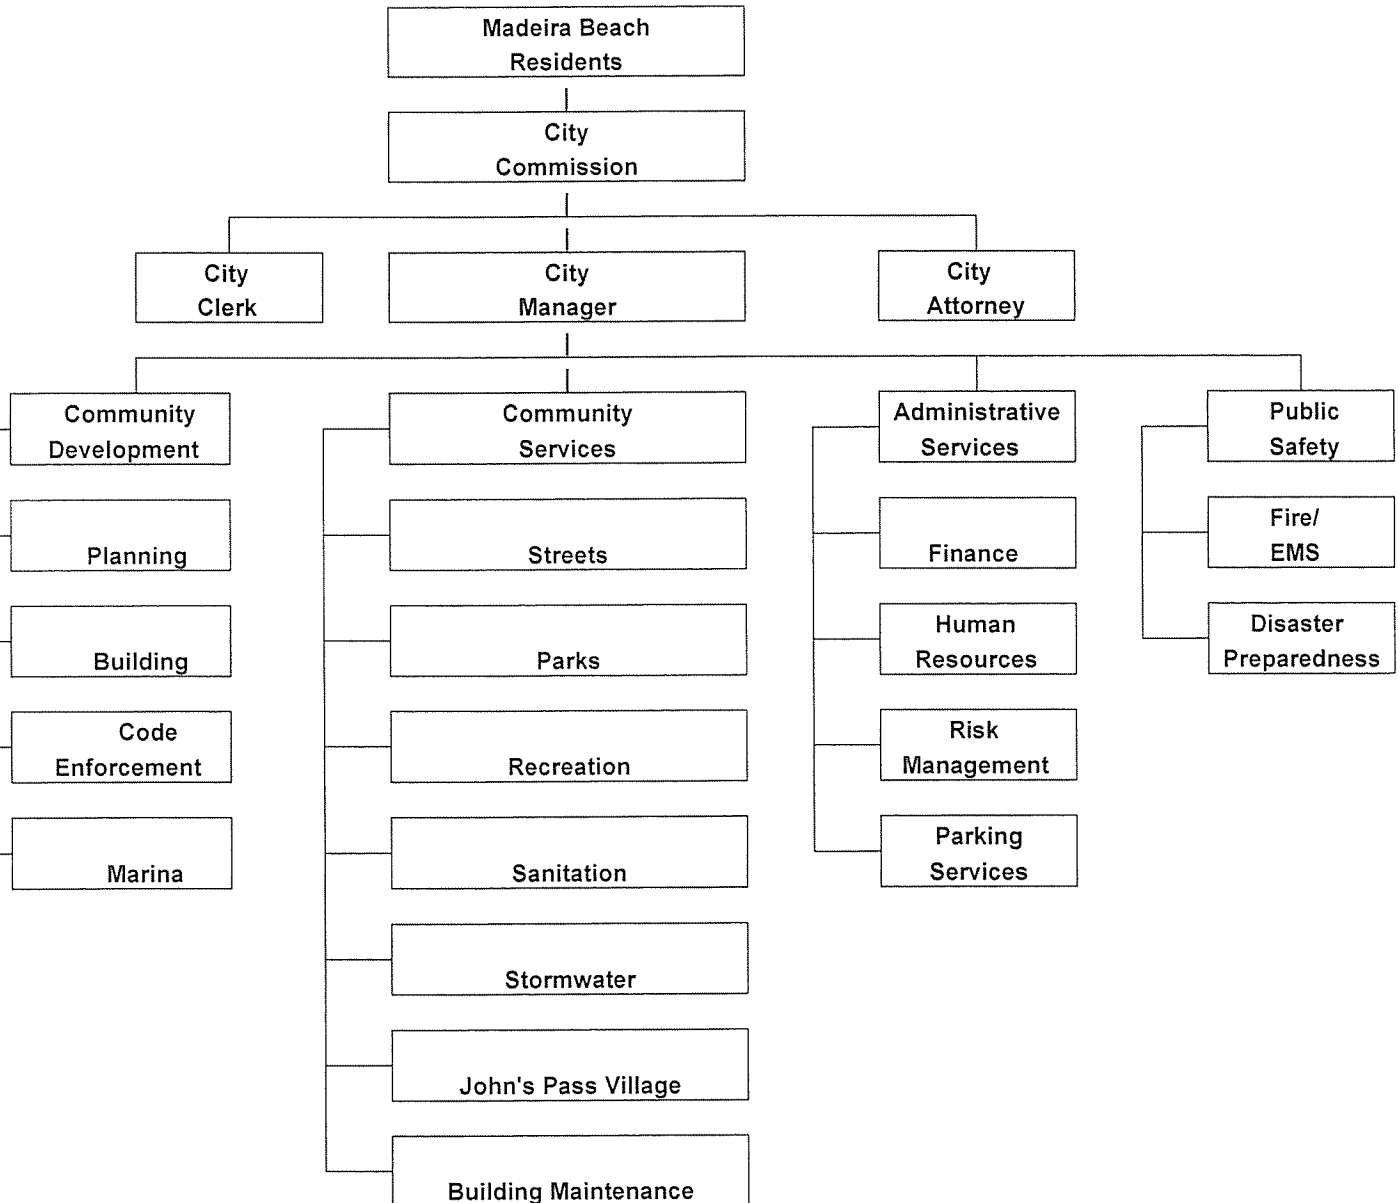 Madeira Beach
Residents
City
Commission
City
Clerk
City
Manager
City
Attorney
Community
Development
Planning
Building
Code
Enforcement
Marina
Community
Services
Streets
Parks
Recreation
Sanitation
Stormwater
John's Pass Village
Building Maintenance
Administrative
Services
Finance
Human
Resources
Risk
Management
Parking
Services
Public
Safety
Fire/
EMS
Disaster
Preparedness